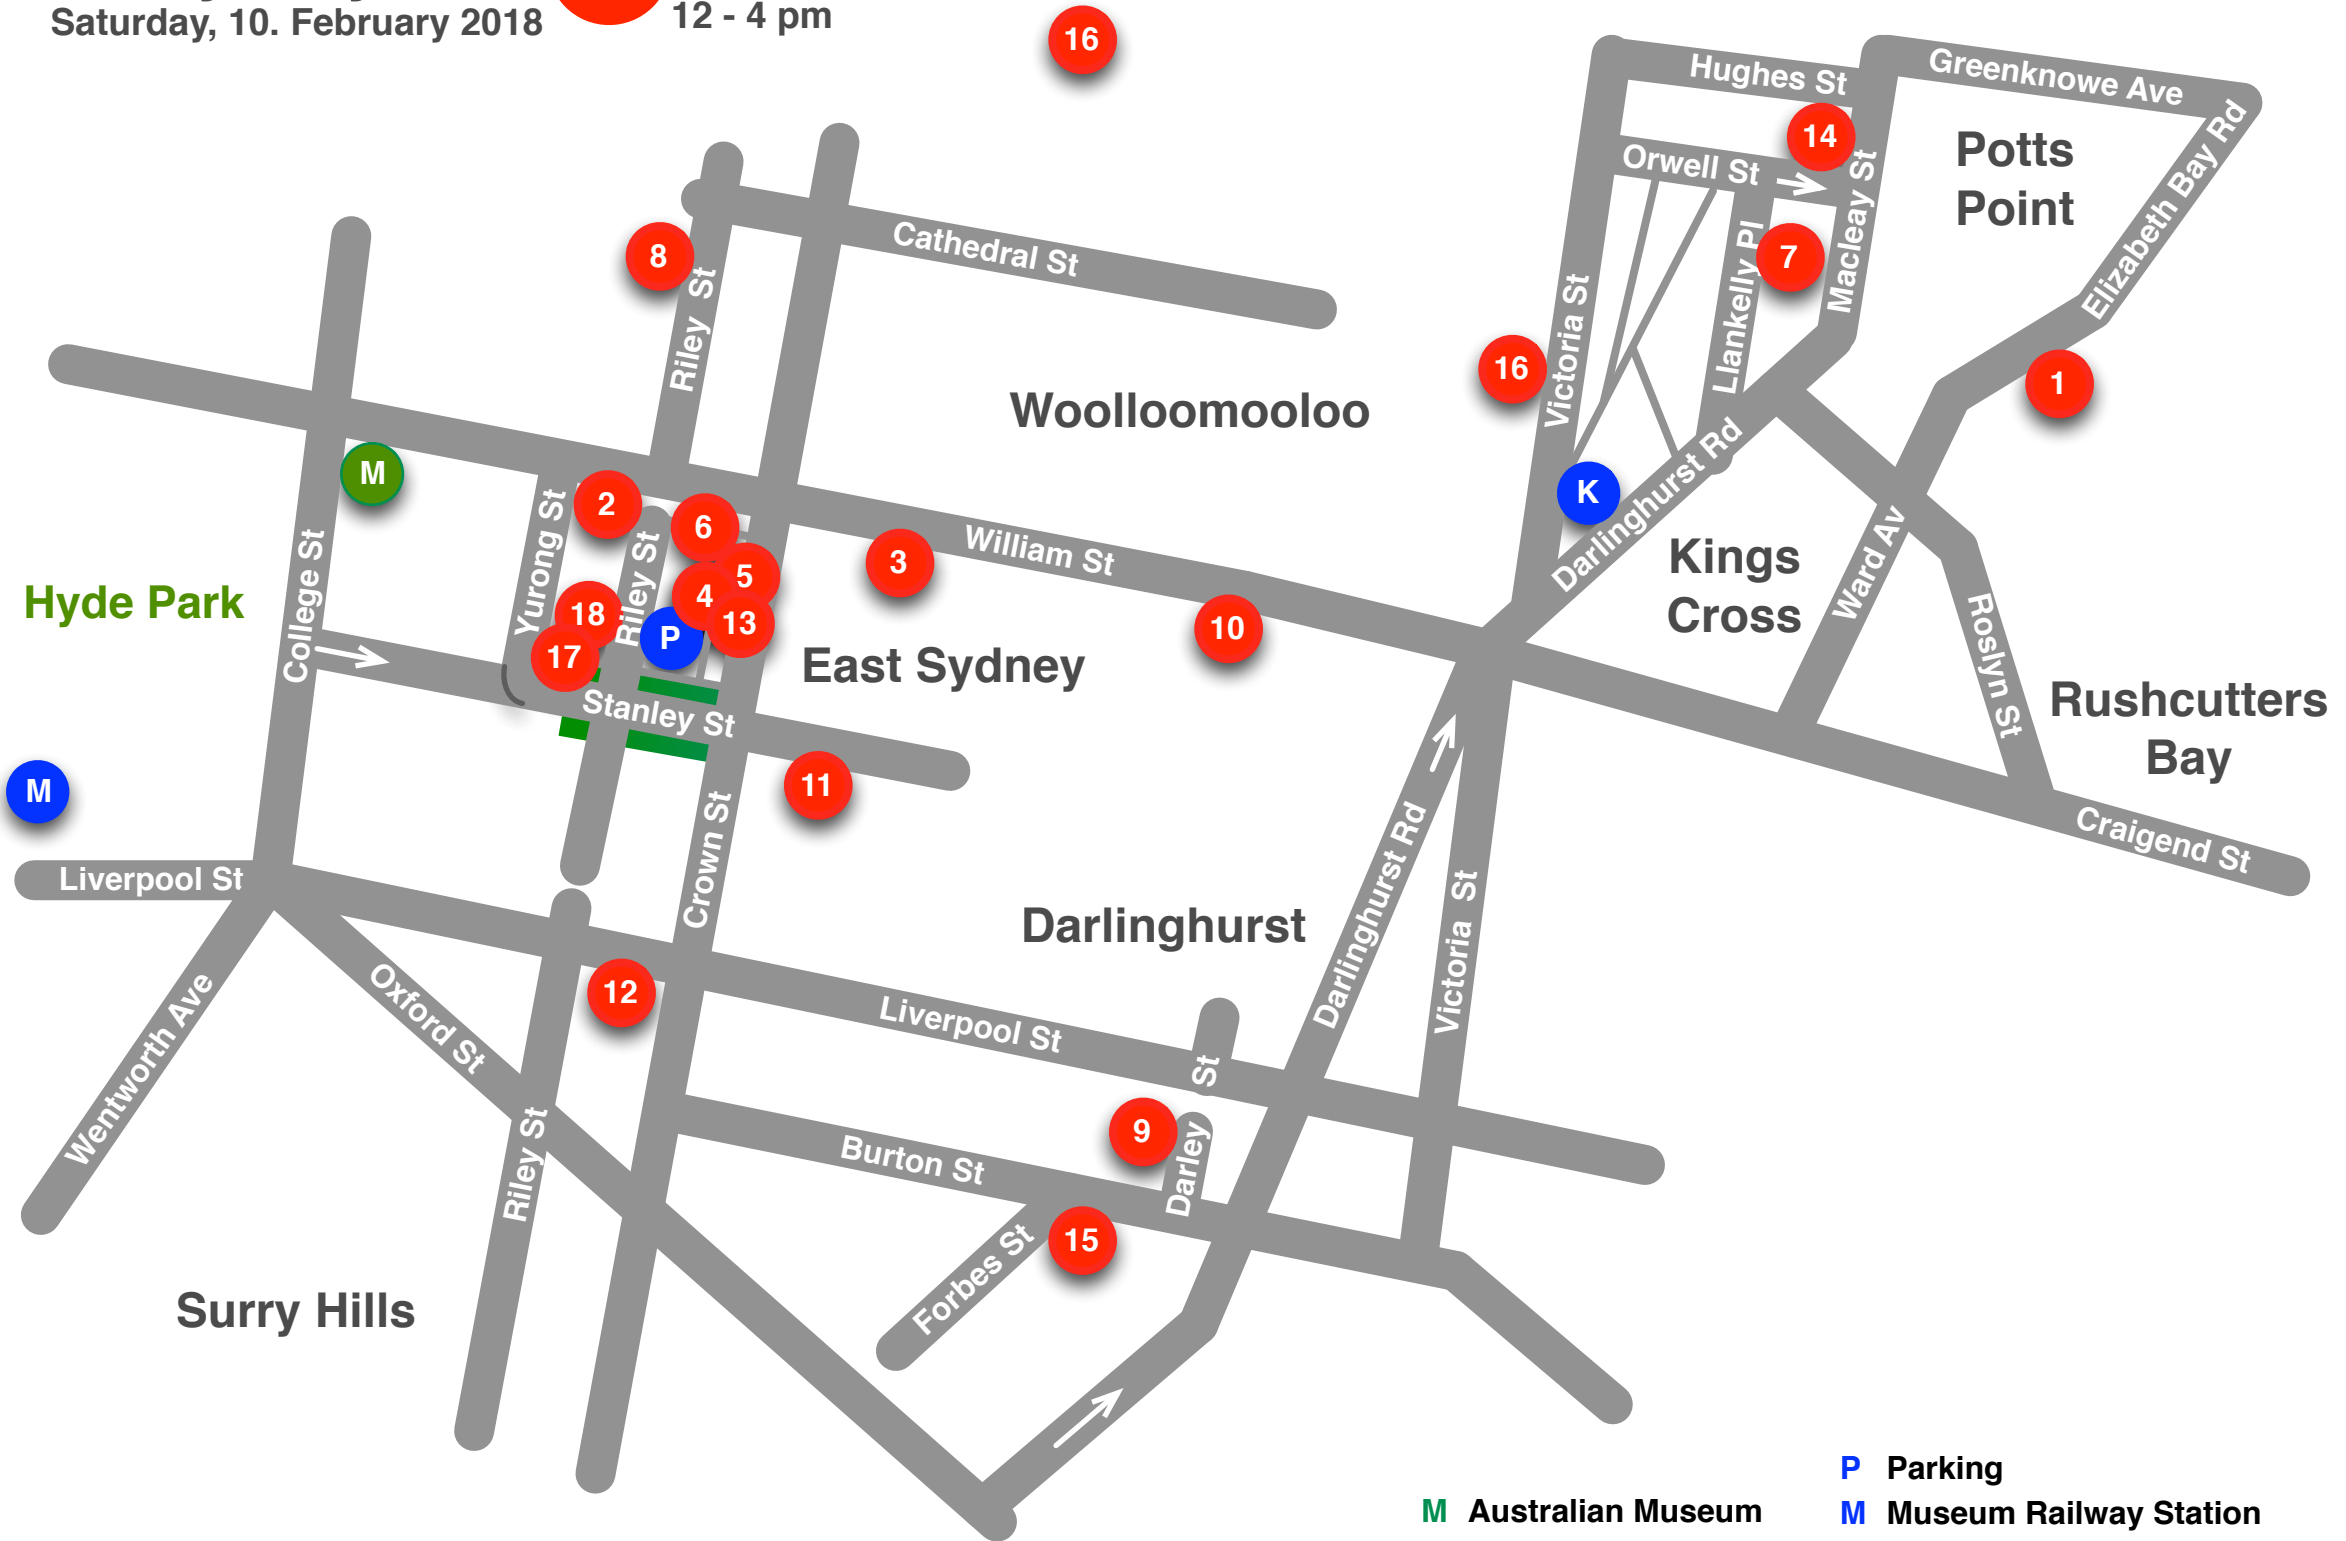 Saturday, 10. February 2018
12 - 4 pm
16
Hughes St
Greenknowe Ave
14
Potts
Point
Orwell St
Macleay St
Elizabeth Bay Rd
8
Riley St
Cathedral St
Llankelly Pl
7
Victoria St
16
1
Woolloomooloo
M
K
Darlinghurst Rd
Yurong St
2
6
Riley St
5
3
William St
4
Kings
Cross
Ward Av
Hyde Park
College St
18
13
P
17
10
East Sydney
Roslyn St
Stanley St
Rushcutters
Bay
M
11
Crown St
Craigend St
Liverpool St
Darlinghurst Rd
Victoria St
Darlinghurst
12
Oxford St
Wentworth Ave
Liverpool St
St
9
Darley
Riley St
Burton St
15
Forbes St
Surry Hills
P Parking
M Australian Museum
M Museum Railway Station